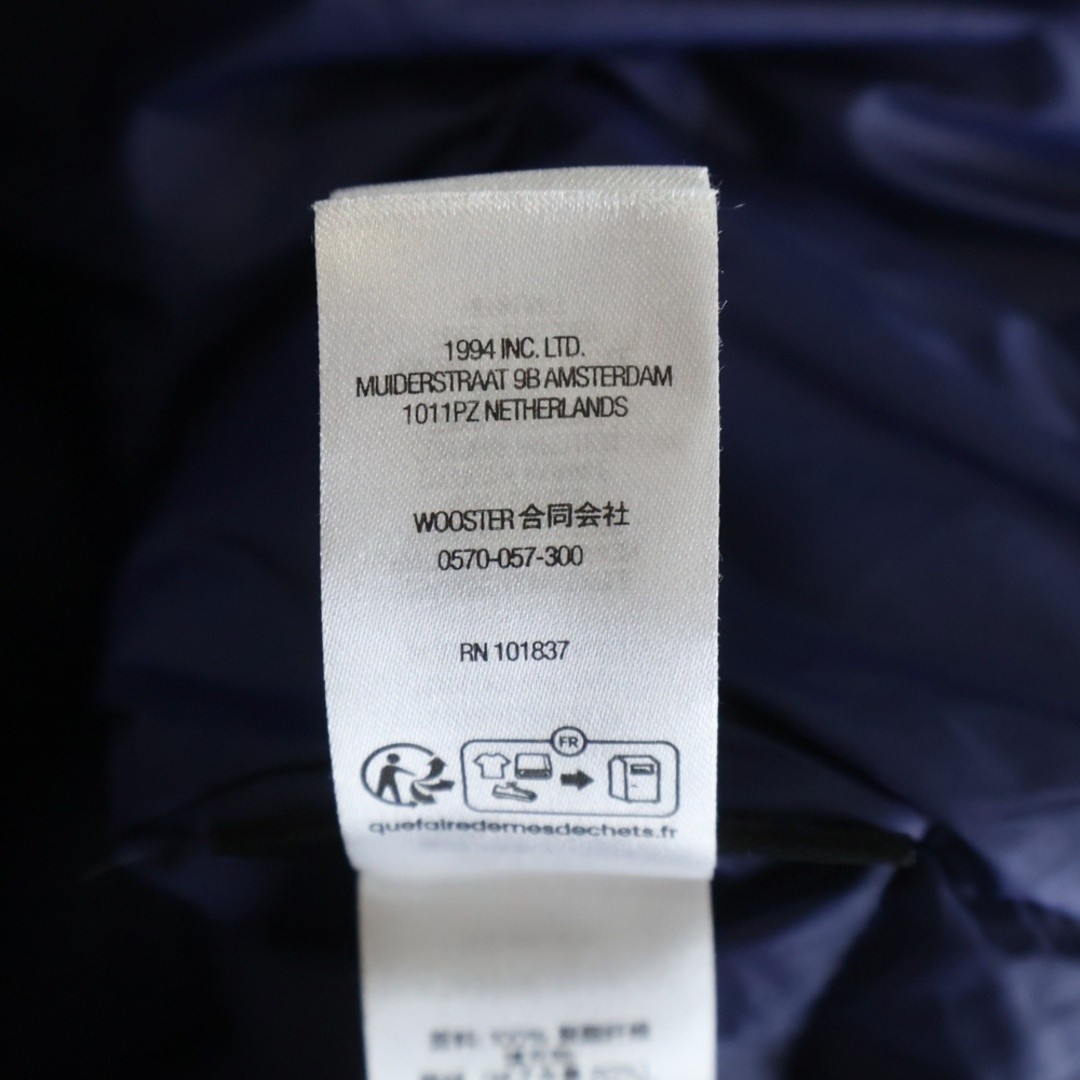 1994 INC. LTD.
MUIDERSTRAAT 9B AMSTERDAM
1011PZ NETHERLANDS
WOOSTER 合同会社
0570-057-300
RN 101837
FR
quefairedemesdechets.fr
100%